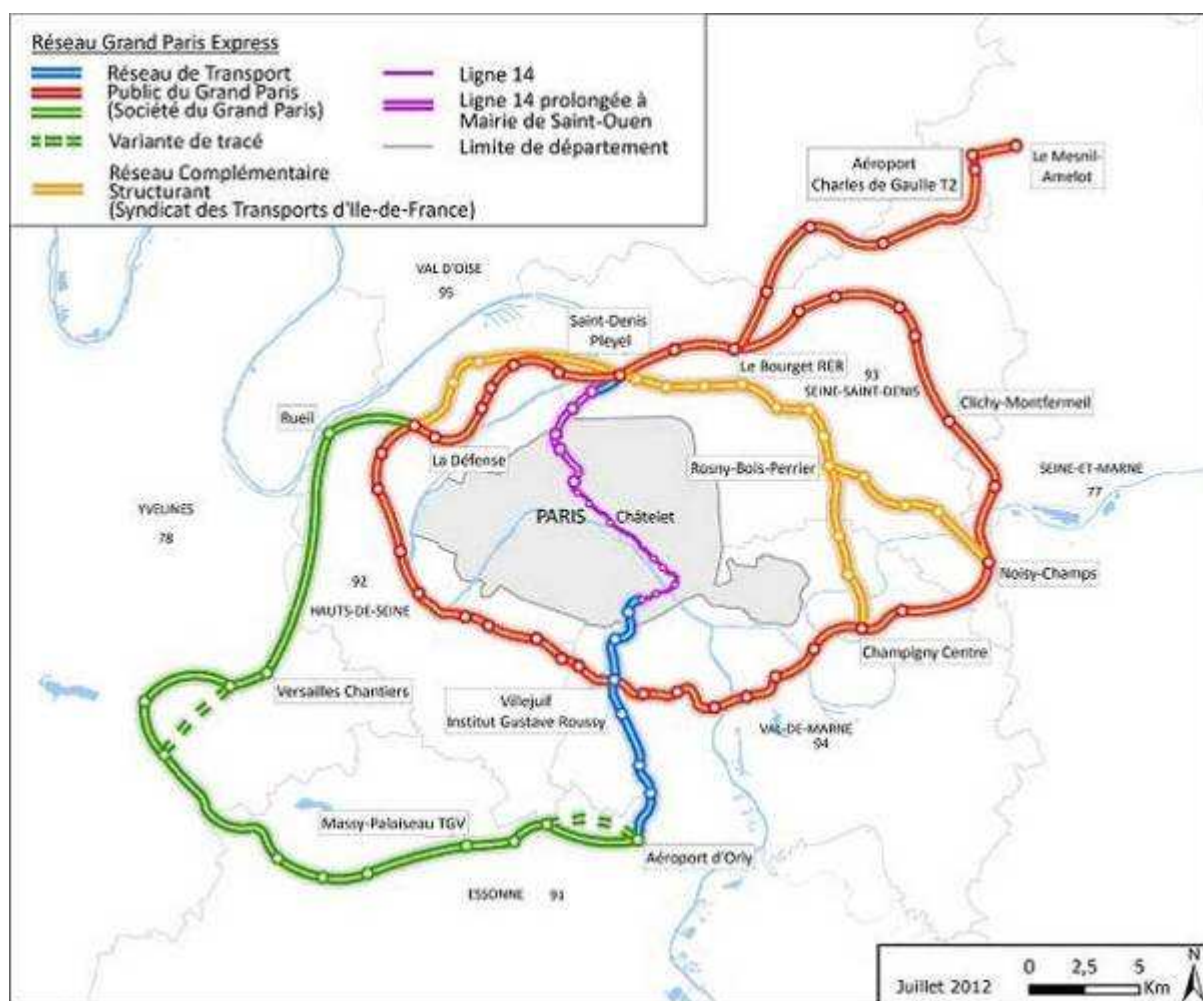 Réseau Grand Paris Express
Réseau de Transport
Public du Grand Paris
(Société du Grand Paris)
Variante de tracé
Réseau Complémentaire
Structurant
(Syndicat des Transports d'Ile-de-France)
Ligne 14
Ligne 14 prolongée à
Mairie de Saint-Ouen
Limite de département
Aéroport
Charles de Gaulle T2
Le Mesnil-
Amelot
VAL D'OISE
95
Saint-Denis
Pleyel
Le Bourget RER
93
SEINE-SAINT-DENIS
Clichy-Montfermeil
Rueil
La Défense
Rosny-Bois-Perrier
SEINE-ET-MARNE
77
YVELINES
78
PARIS
Châtelet
Noisy-Champs
92
HAUTS-DE-SEINE
Champigny Centre
Versailles Chantiers
Villejuif
Institut Gustave Roussy
VAL-DE-MARNE
94
Massy-Palaiseau TGV
Aéroport d'Orly
ESSONNE 91
Juillet 2012
0 2,5 5
Km
N